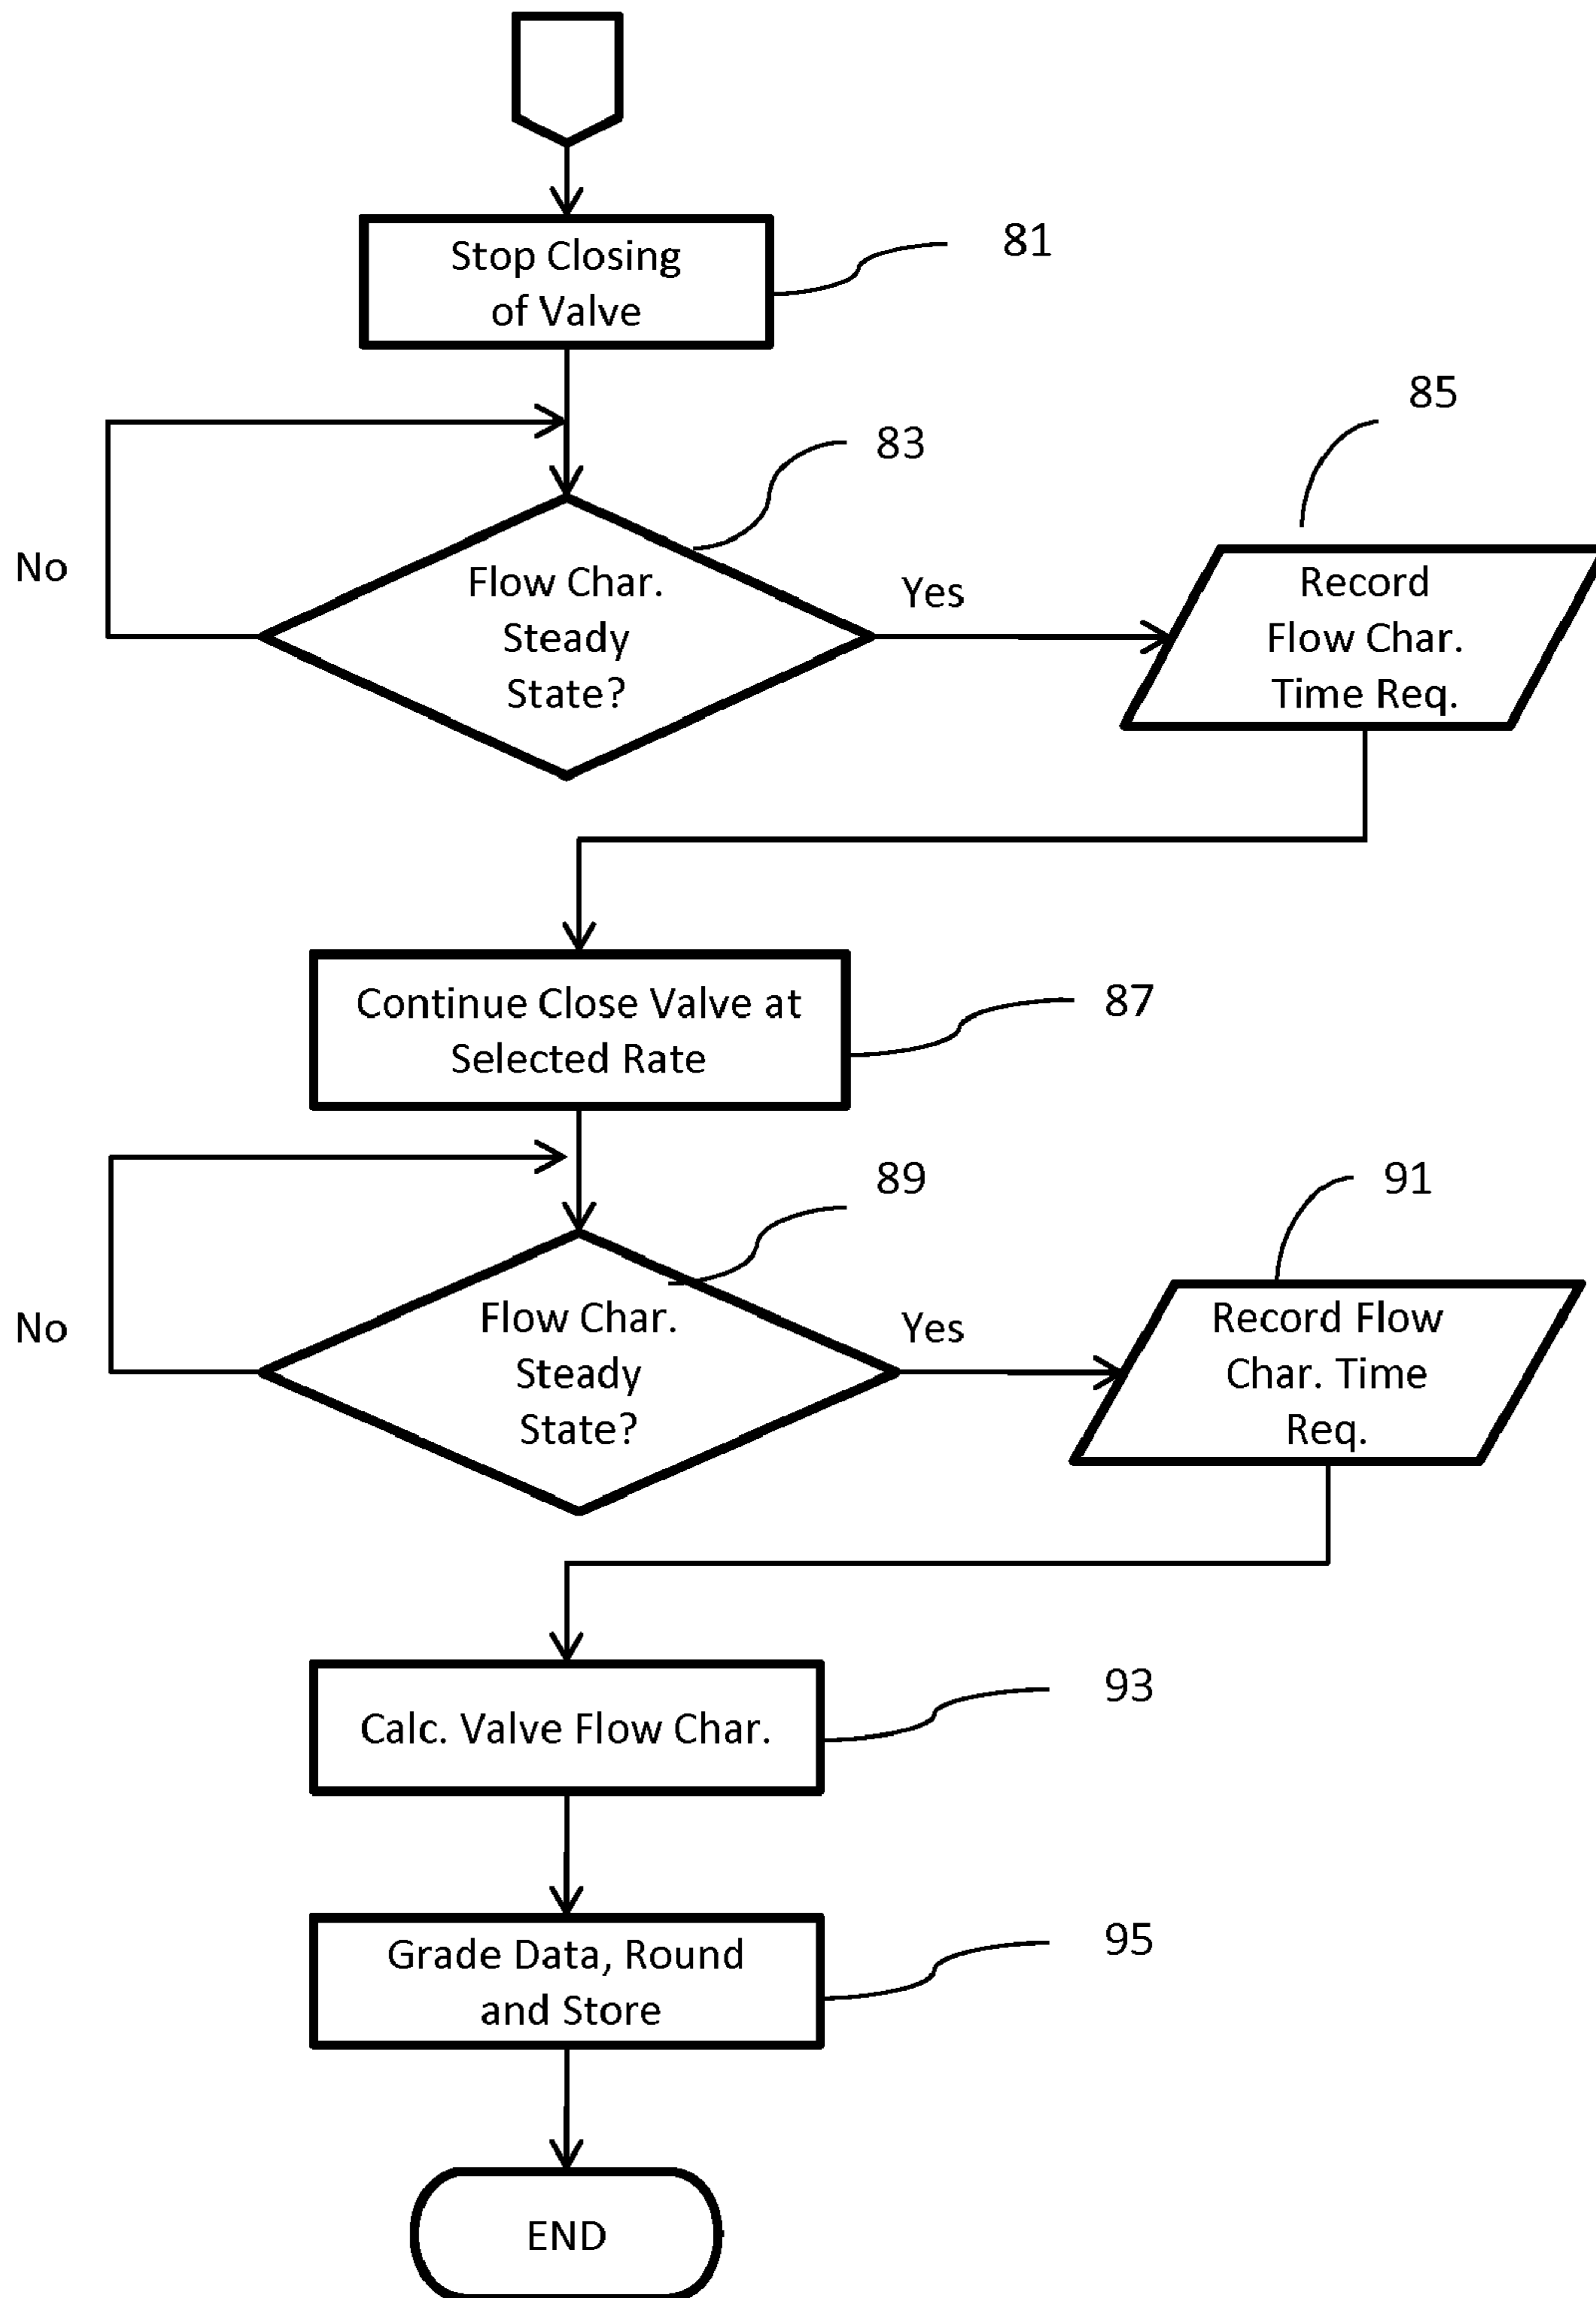 Stop Closing
of Valve
81
83
85
No
Flow Char.
Steady
State?
Yes
Record
Flow Char.
Time Req.
Continue Close Valve at
Selected Rate
87
89
91
No
Flow Char.
Steady
State?
Yes
Record Flow
Char. Time
Req.
Calc. Valve Flow Char.
93
Grade Data, Round
and Store
95
END